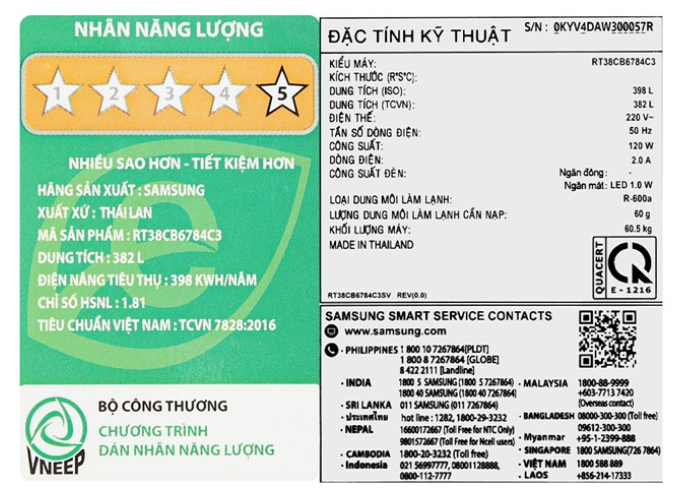 NHÃN NĂNG LƯỢNG
1 2 3 4 5
NHIỀU SAO HƠN - TIẾT KIỆM HƠN
HÃNG SẢN XUẤT : SAMSUNG
XUẤT XỨ : THÁI LAN
MÃ SẢN PHẨM : RT38CB6784C3
DUNG TÍCH : 382 L
ĐIỆN NĂNG TIÊU THỤ : 398 KWH/NĂM
CHỈ SỐ HSNL : 1.81
TIÊU CHUẨN VIỆT NAM : TCVN 7828:2016
VNEEP
BỘ CÔNG THƯƠNG
CHƯƠNG TRÌNH
DÁN NHÃN NĂNG LƯỢNG
ĐẶC TÍNH KỸ THUẬT S/N : 0KYV4DAW300057R
KIỂU MÁY: RT38CB6784C3
KÍCH THƯỚC (R*S*C):
DUNG TÍCH (ISO): 398 L
DUNG TÍCH (TCVN): 382 L
ĐIỆN THẾ: 220 V~
TẦN SỐ DÒNG ĐIỆN: 50 Hz
CÔNG SUẤT: 120 W
DÒNG ĐIỆN: 2.0 A
CÔNG SUẤT ĐÈN: Ngăn đông: -
Ngăn mát: LED 1.0 W
LOẠI DUNG MÔI LÀM LẠNH: R-600a
LƯỢNG DUNG MÔI LÀM LẠNH CẦN NẠP: 60 g
KHỐI LƯỢNG MÁY: 60.5 kg
MADE IN THAILAND
QUACERT
E - 1216
RT38CB6784C3SV REV(0.0)
SAMSUNG SMART SERVICE CONTACTS
www.samsung.com
· PHILIPPINES 1 800 10 7267864[PLDT]
1 800 8 7267864 [GLOBE]
8 422 2111 [Landline]
· INDIA 1800 5 SAMSUNG (1800 5 7267864)
1800 40 SAMSUNG (1800 40 7267864)
· SRI LANKA 011 SAMSUNG (011 7267864)
· ประเทศไทย hot line : 1282, 1800-29-3232
· NEPAL 16600172667 (Toll Free for NTC Only)
9801572667 (Toll Free for Ncell users)
· CAMBODIA 1800-20-3232 (Toll free)
· Indonesia 021 56997777, 08001128888,
0800-112-7777
· MALAYSIA 1800-88-9999
+603-7713 7420
(Overseas contact)
· BANGLADESH 08000-300-300 (Toll free)
09612-300-300
· Myanmar +95-1-2399-888
· SINGAPORE 1800 SAMSUNG(726 7864)
· VIỆT NAM 1800 588 889
· LAOS +856-214-17333